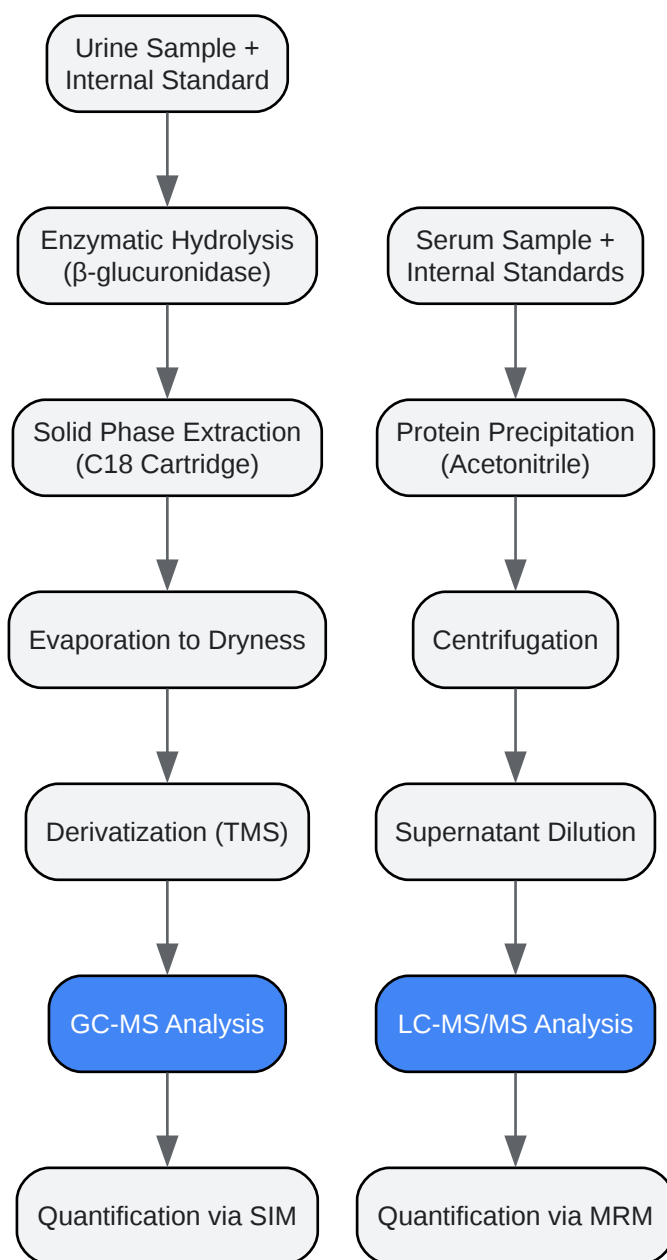 Urine Sample +
Internal Standard
Enzymatic Hydrolysis
(β-glucuronidase)
Solid Phase Extraction
(C18 Cartridge)
Evaporation to Dryness
Derivatization (TMS)
GC-MS Analysis
Quantification via SIM
Serum Sample +
Internal Standards
Protein Precipitation
(Acetonitrile)
Centrifugation
Supernatant Dilution
LC-MS/MS Analysis
Quantification via MRM